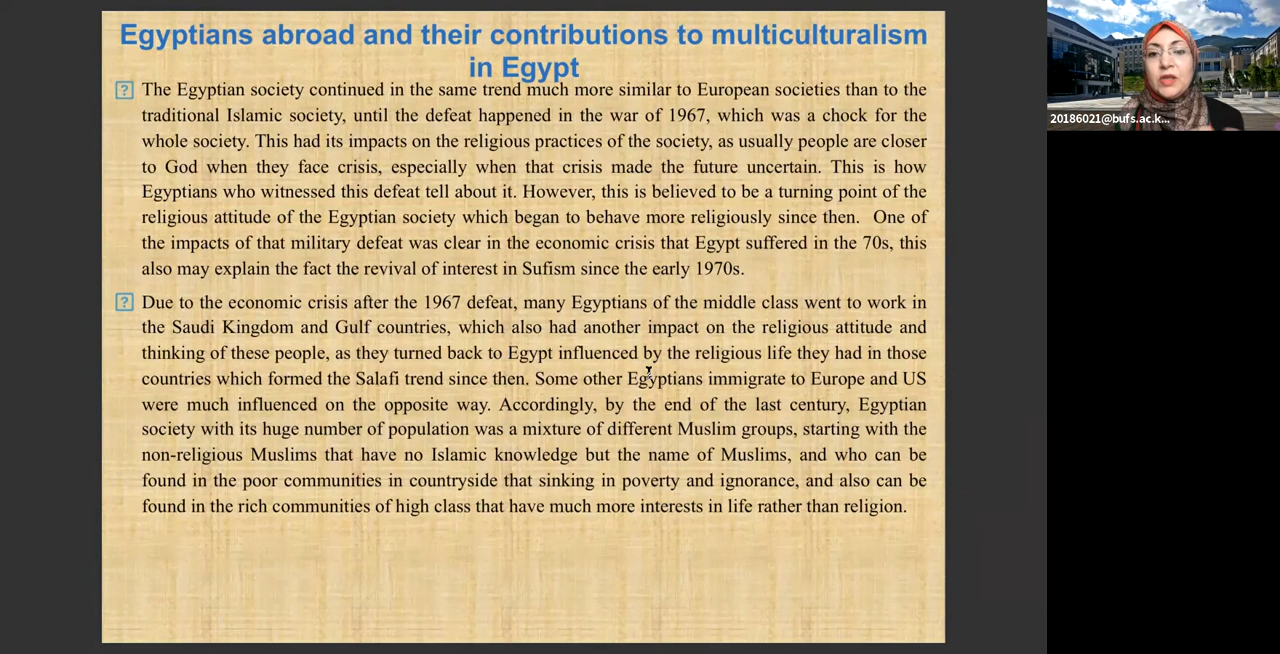 Egyptians abroad and their contributions to multiculturalism
in Egypt
The Egyptian society continued in the same trend much more similar to European societies than to the
traditional Islamic society, until the defeat happened in the war of 1967, which was a chock for the
whole society. This had its impacts on the religious practices of the society, as usually people are closer
to God when they face crisis, especially when that crisis made the future uncertain. This is how
Egyptians who witnessed this defeat tell about it. However, this is believed to be a turning point of the
religious attitude of the Egyptian society which began to behave more religiously since then. One of
the impacts of that military defeat was clear in the economic crisis that Egypt suffered in the 70s, this
also may explain the fact the revival of interest in Sufism since the early 1970s.
Due to the economic crisis after the 1967 defeat, many Egyptians of the middle class went to work in
the Saudi Kingdom and Gulf countries, which also had another impact on the religious attitude and
thinking of these people, as they turned back to Egypt influenced by the religious life they had in those
countries which formed the Salafi trend since then. Some other Egyptians immigrate to Europe and US
were much influenced on the opposite way. Accordingly, by the end of the last century, Egyptian
society with its huge number of population was a mixture of different Muslim groups, starting with the
non-religious Muslims that have no Islamic knowledge but the name of Muslims, and who can be
found in the poor communities in countryside that sinking in poverty and ignorance, and also can be
found in the rich communities of high class that have much more interests in life rather than religion.
20186021@bufs.ac.k...